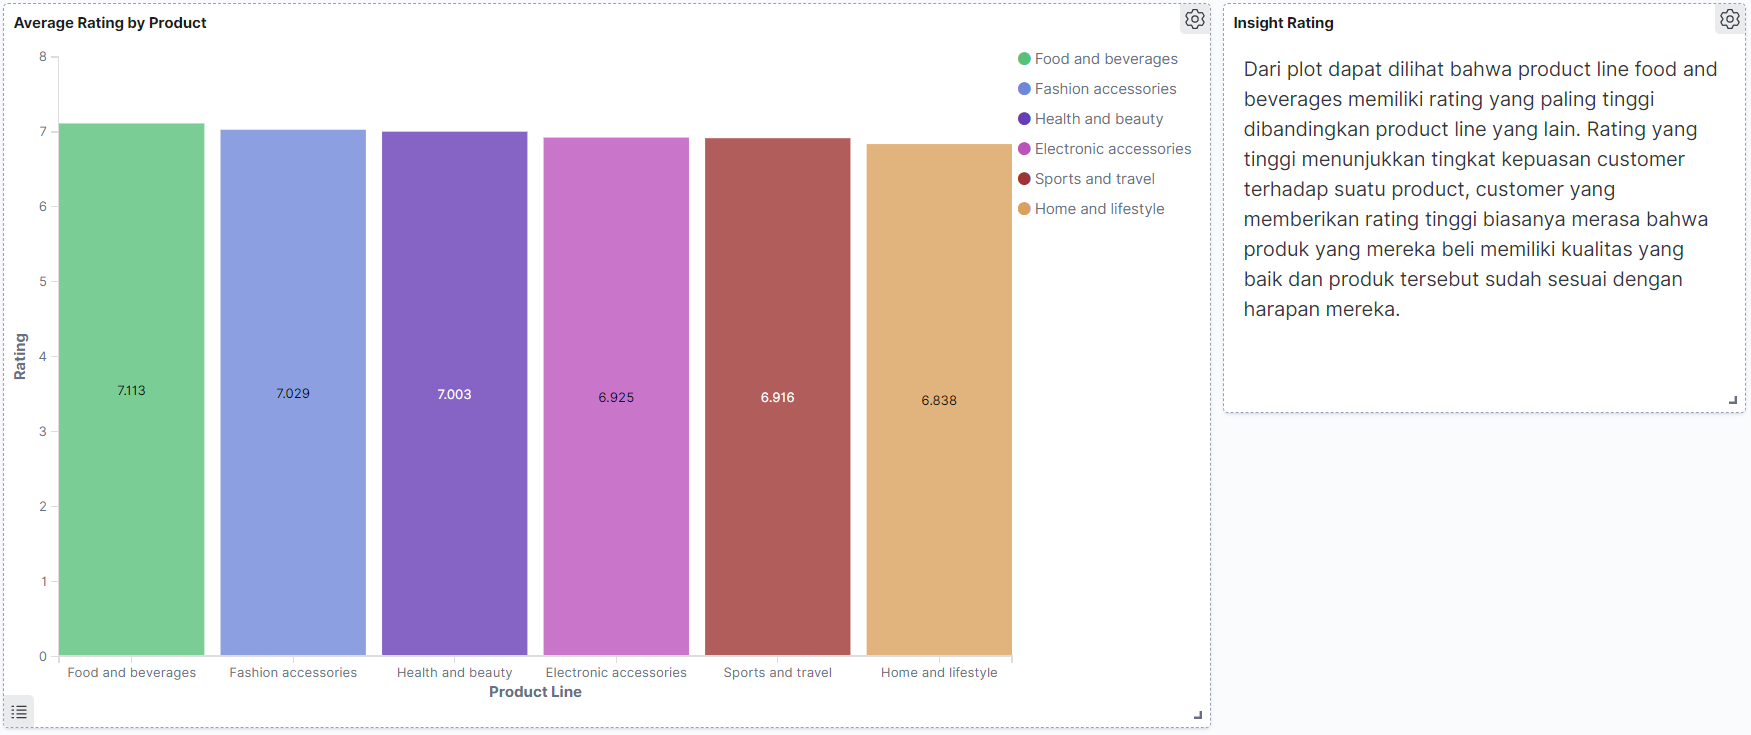 Average Rating by Product
8
7
6
5
4
3
2
1
0
Rating
7.113
7.029
7.003
6.925
6.916
6.838
Food and beverages
Fashion accessories
Health and beauty
Electronic accessories
Sports and travel
Home and lifestyle
Product Line
Food and beverages
Fashion accessories
Health and beauty
Electronic accessories
Sports and travel
Home and lifestyle
Insight Rating
Dari plot dapat dilihat bahwa product line food and
beverages memiliki rating yang paling tinggi
dibandingkan product line yang lain. Rating yang
tinggi menunjukkan tingkat kepuasan customer
terhadap suatu product, customer yang
memberikan rating tinggi biasanya merasa bahwa
produk yang mereka beli memiliki kualitas yang
baik dan produk tersebut sudah sesuai dengan
harapan mereka.